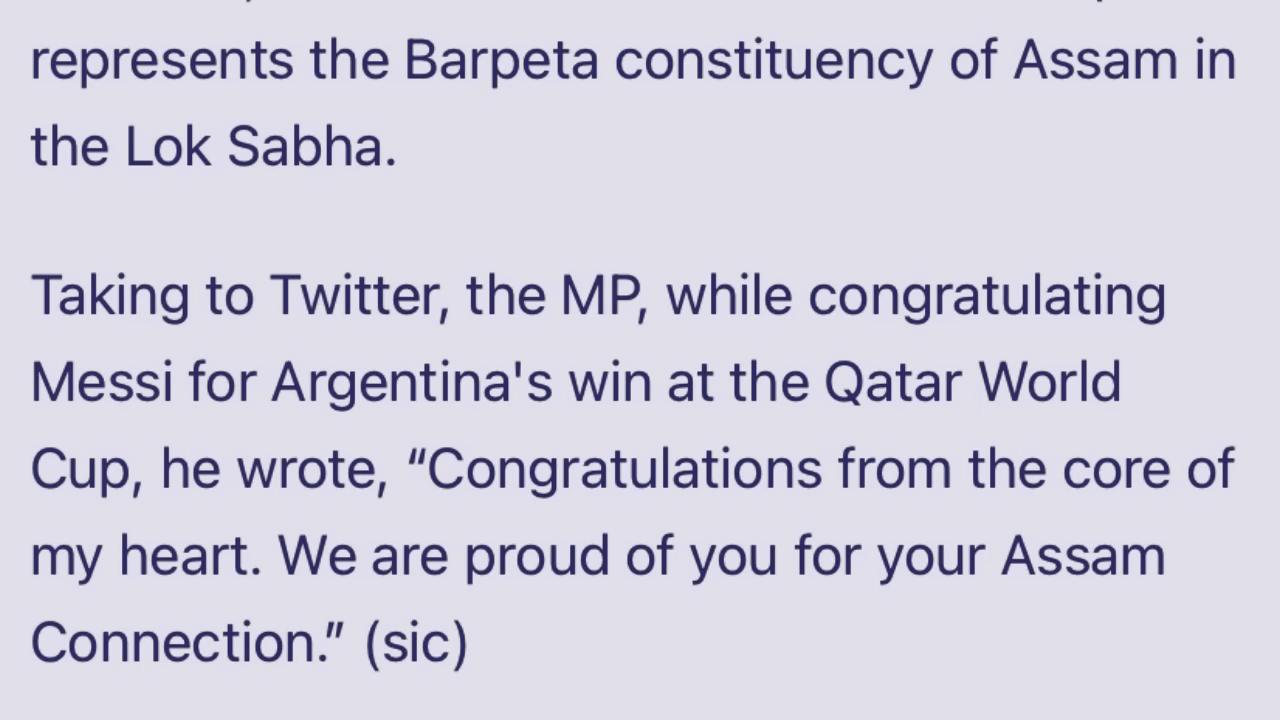 represents the Barpeta constituency of Assam in
the Lok Sabha.
Taking to Twitter, the MP, while congratulating
Messi for Argentina's win at the Qatar World
Cup, he wrote, “Congratulations from the core of
my heart. We are proud of you for your Assam
Connection.” (sic)